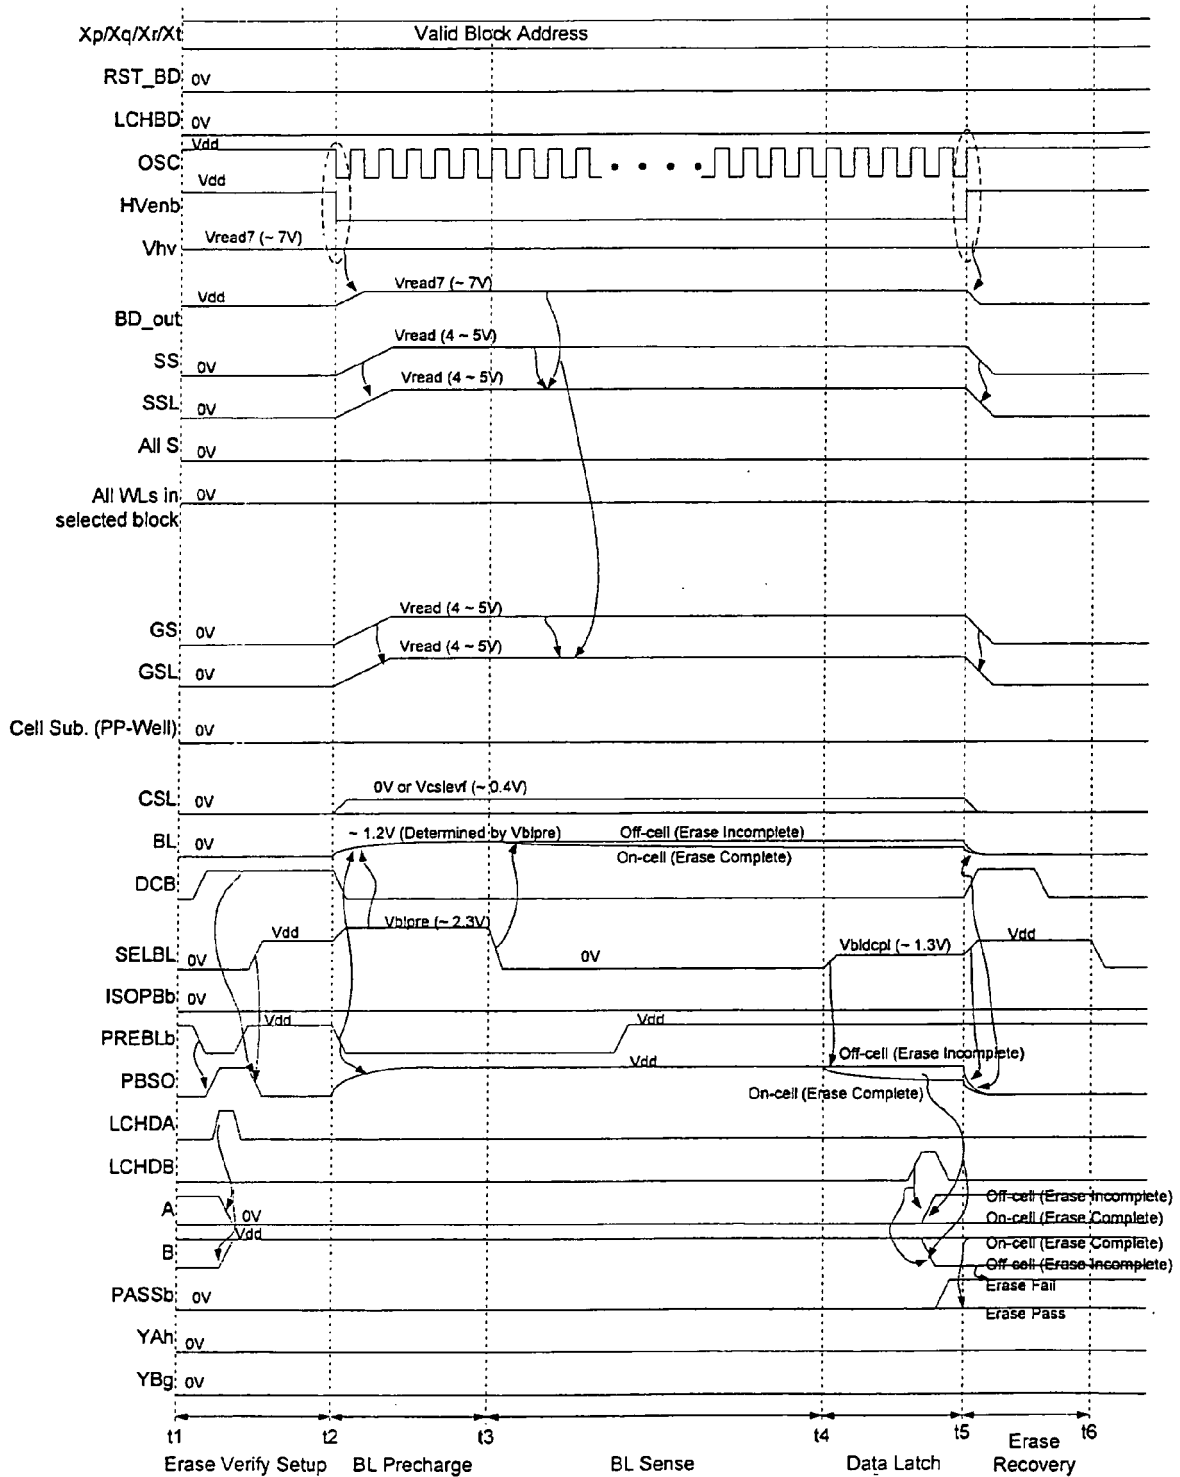 Xp/Xq/Xr/Xt Valid Block Address
RST_BD 0V
LCHBD 0V
OSC Vdd
HVenb Vdd
Vhv Vread7 (~ 7V)
BD_out Vdd Vread7 (~ 7V)
SS 0V Vread (4 ~ 5V)
SSL 0V Vread (4 ~ 5V)
All S 0V
All WLs in 0V
selected block
GS 0V Vread (4 ~ 5V)
GSL 0V Vread (4 ~ 5V)
Cell Sub. (PP-Well) 0V
CSL 0V 0V or Vcslevf (~ 0.4V)
BL 0V ~ 1.2V (Determined by Vblpre) Off-cell (Erase Incomplete)
On-cell (Erase Complete)
DCB
SELBL 0V Vdd Vblpre (~ 2.3V) 0V Vbldcpl (~ 1.3V) Vdd
ISOPBb 0V
PREBLb Vdd Vdd
PBSO Vdd Off-cell (Erase Incomplete)
On-cell (Erase Complete)
LCHDA
LCHDB
A 0V Off-cell (Erase Incomplete)
On-cell (Erase Complete)
B Vdd On-cell (Erase Complete)
Off-cell (Erase Incomplete)
PASSb 0V Erase Fail
Erase Pass
YAh 0V
YBg 0V
t1 t2 t3 t4 t5 t6
Erase Verify Setup BL Precharge BL Sense Data Latch Erase Recovery